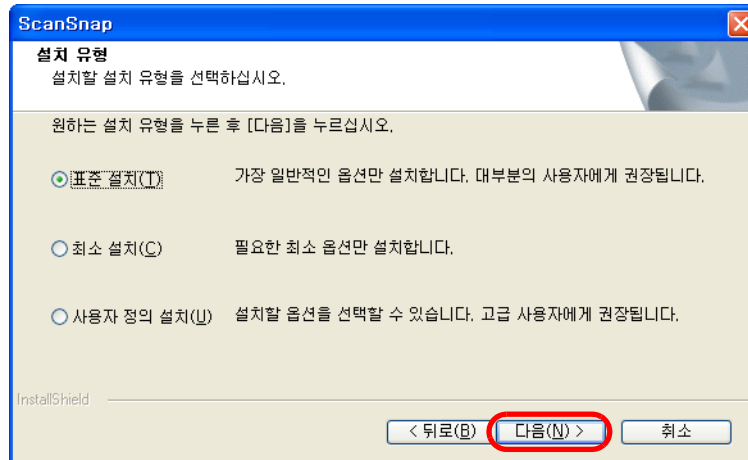 ScanSnap
설치 유형
설치할 설치 유형을 선택하십시오.
원하는 설치 유형을 누른 후 [다음]을 누르십시오.
표준 설치(T) 가장 일반적인 옵션만 설치합니다. 대부분의 사용자에게 권장됩니다.
최소 설치(C) 필요한 최소 옵션만 설치합니다.
사용자 정의 설치(U) 설치할 옵션을 선택할 수 있습니다. 고급 사용자에게 권장됩니다.
InstallShield
< 뒤로(B) 다음(N) > 취소